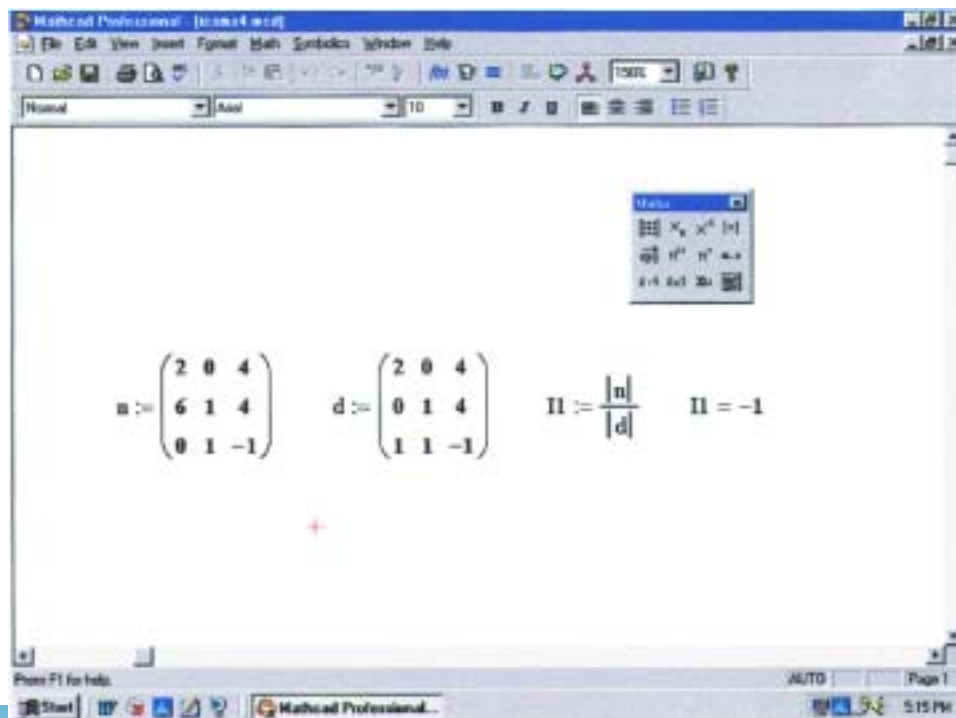 Mathcad Professional - [txama4.mcd]
File Edit View Insert Format Math Symbolics Window Help
150%
Normal Arial 10 B I U
Matrix
n := (2 0 4
6 1 4
0 1 −1)
d := (2 0 4
0 1 4
1 1 −1)
I1 := |n|
|d|
I1 = −1
Press F1 for help. AUTO Page 1
Start Mathcad Professional... 5:15 PM